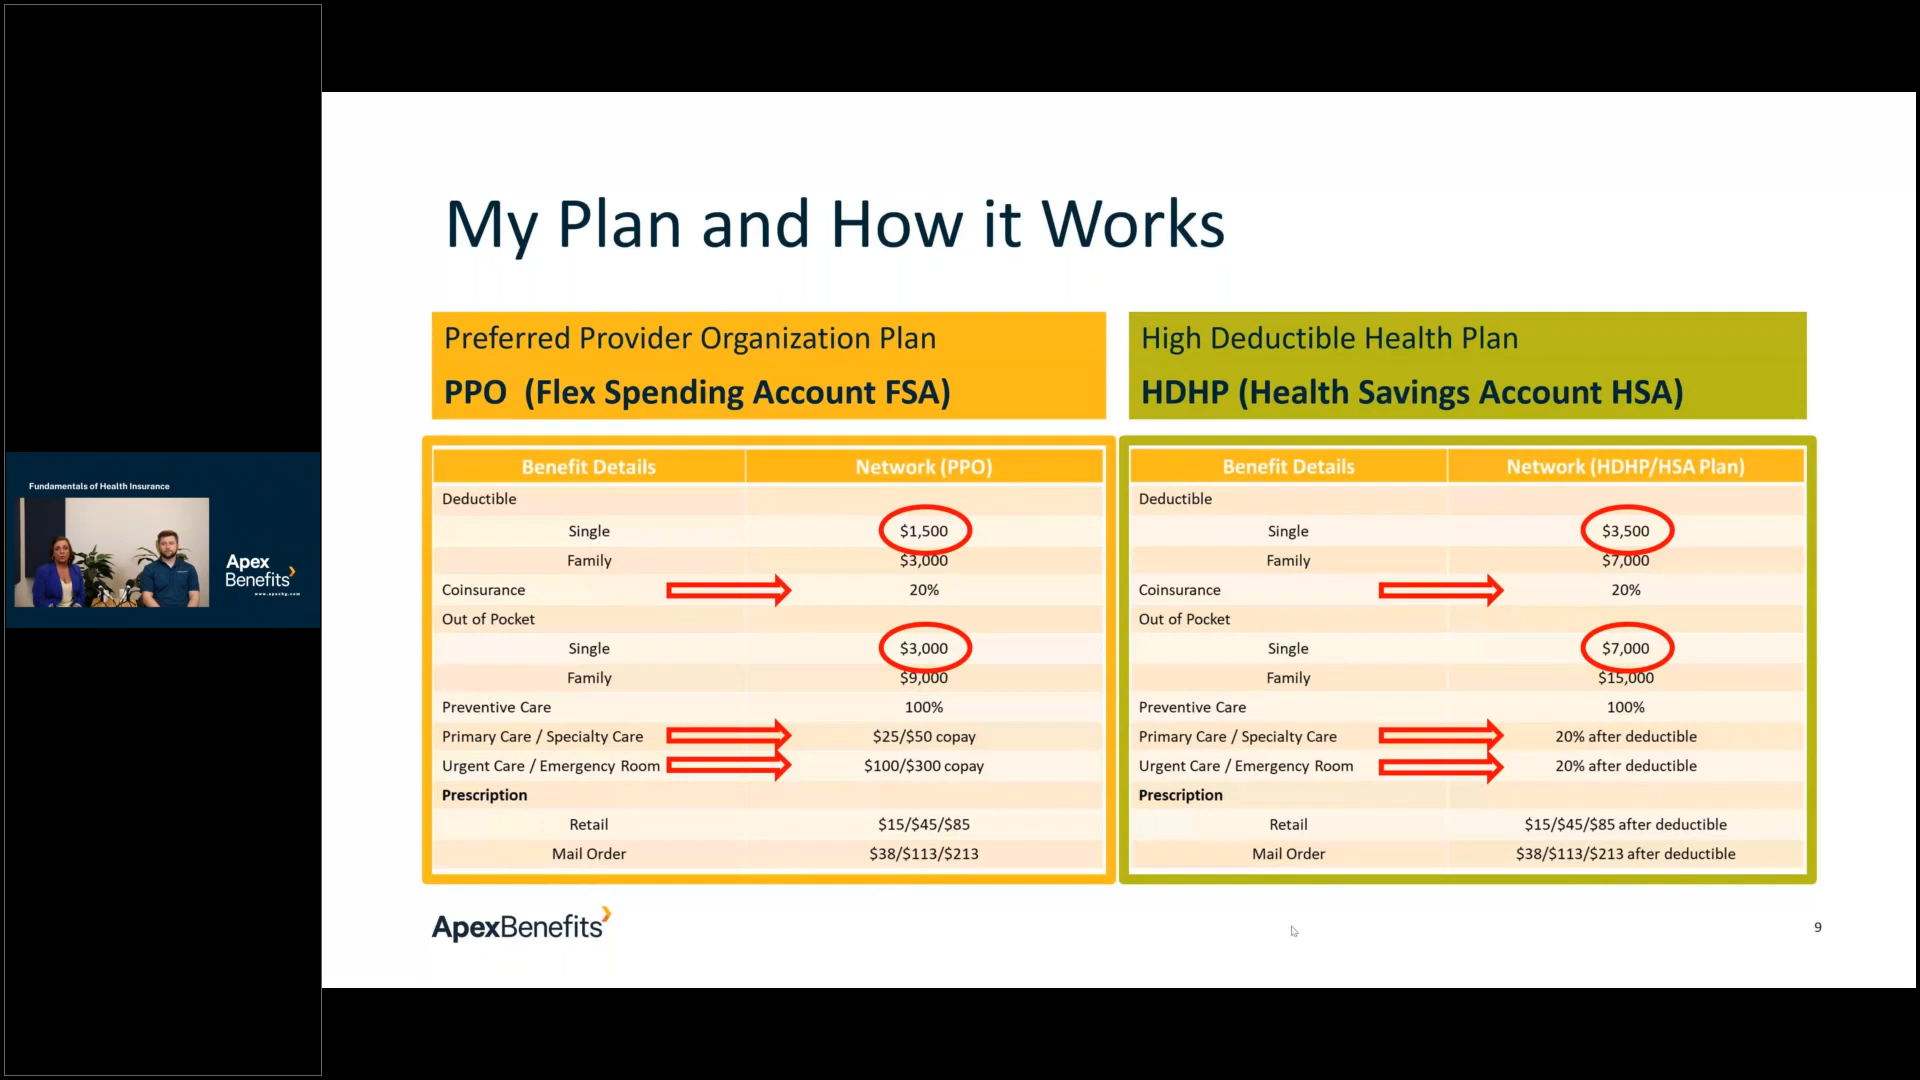 Fundamentals of Health Insurance
Apex
Benefits
www.apexbg.com
My Plan and How it Works
Preferred Provider Organization Plan
PPO (Flex Spending Account FSA)
Benefit Details Network (PPO)
Deductible
Single $1,500
Family $3,000
Coinsurance 20%
Out of Pocket
Single $3,000
Family $9,000
Preventive Care 100%
Primary Care / Specialty Care $25/$50 copay
Urgent Care / Emergency Room $100/$300 copay
Prescription
Retail $15/$45/$85
Mail Order $38/$113/$213
High Deductible Health Plan
HDHP (Health Savings Account HSA)
Benefit Details Network (HDHP/HSA Plan)
Deductible
Single $3,500
Family $7,000
Coinsurance 20%
Out of Pocket
Single $7,000
Family $15,000
Preventive Care 100%
Primary Care / Specialty Care 20% after deductible
Urgent Care / Emergency Room 20% after deductible
Prescription
Retail $15/$45/$85 after deductible
Mail Order $38/$113/$213 after deductible
ApexBenefits
9